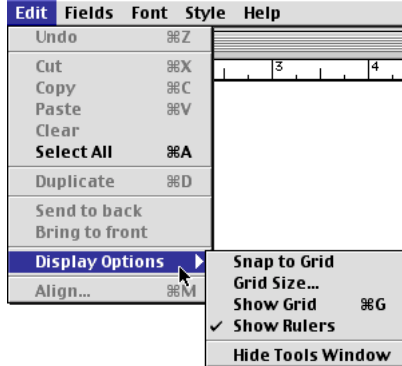 Edit Fields Font Style Help
Undo ⌘Z
Cut ⌘X
Copy ⌘C
Paste ⌘V
Clear
Select All ⌘A
Duplicate ⌘D
Send to back
Bring to front
Display Options
Align... ⌘M
3 4
Snap to Grid
Grid Size...
Show Grid ⌘G
✓ Show Rulers
Hide Tools Window